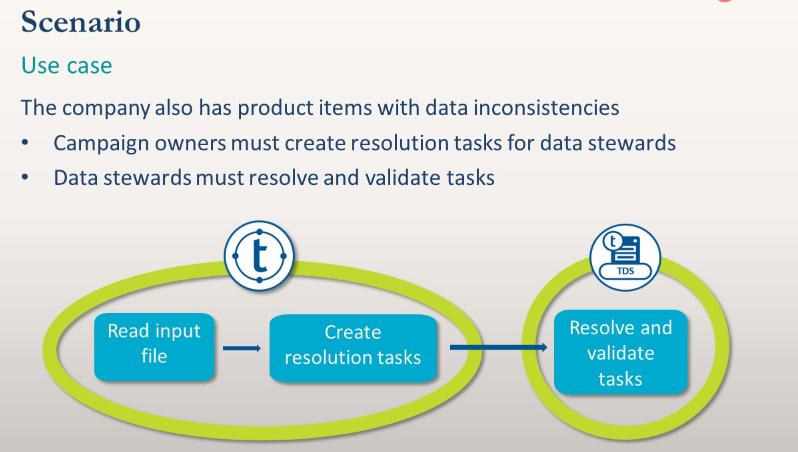 Scenario
Use case
The company also has product items with data inconsistencies
• Campaign owners must create resolution tasks for data stewards
• Data stewards must resolve and validate tasks
t
t
TDS
Read input
file
Create
resolution tasks
Resolve and
validate
tasks